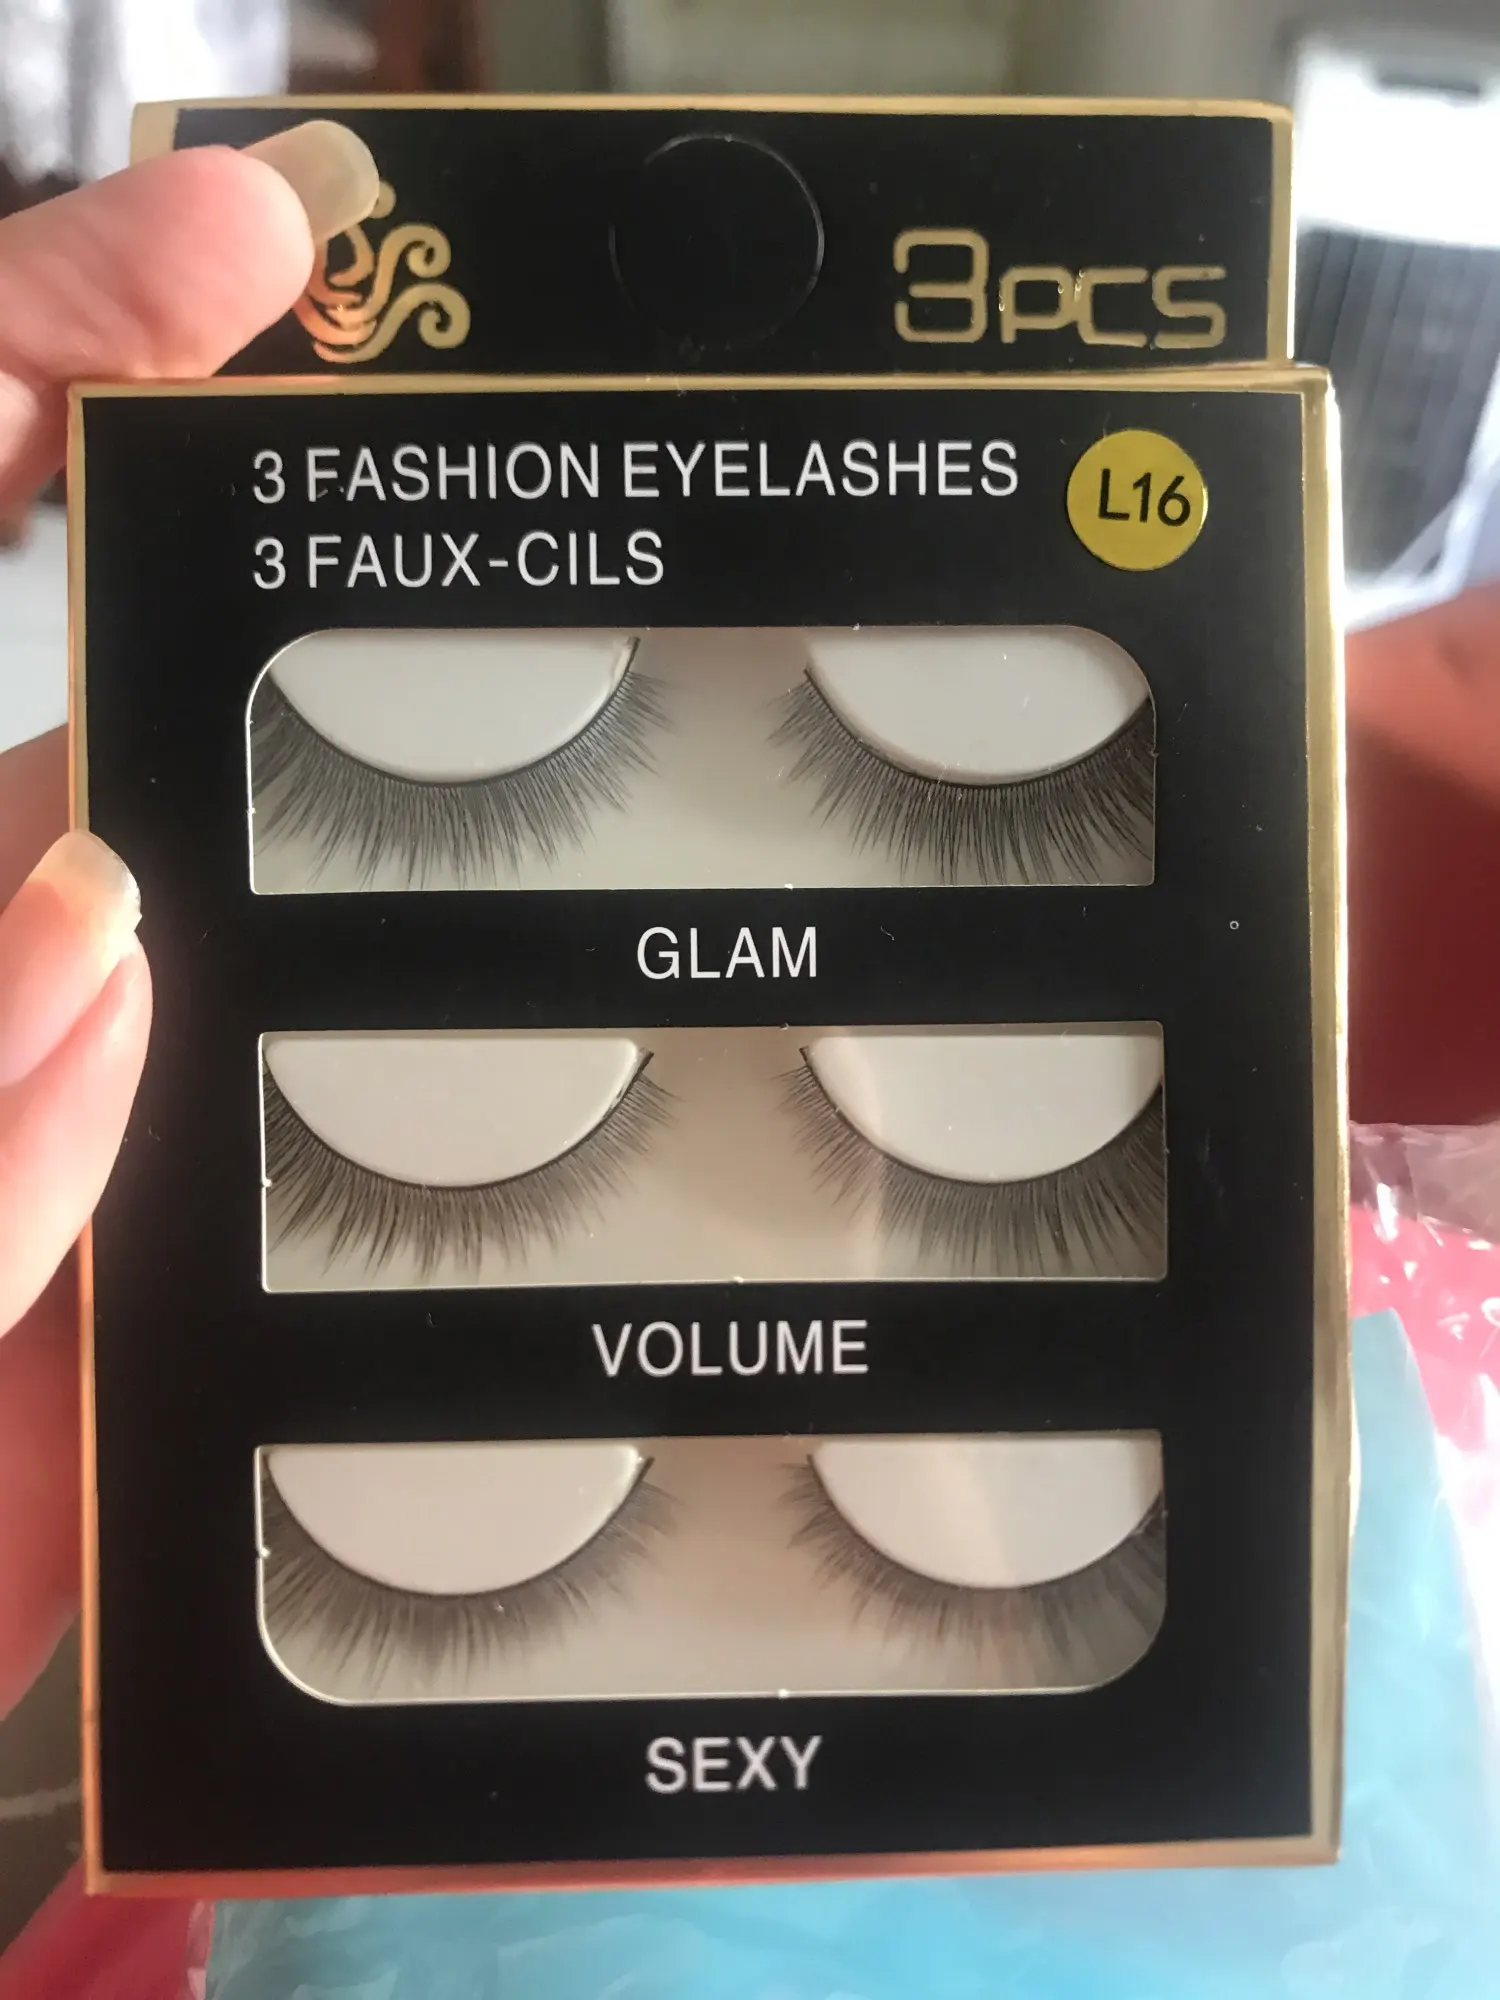 3PCS
3 FASHION EYELASHES
L16
3 FAUX-CILS
GLAM
VOLUME
SEXY